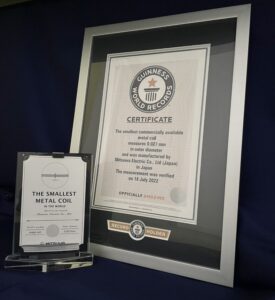 GUINNESS
WORLD RECORDS
CERTIFICATE
The smallest commercially available
metal coil
measures 0.027 mm
in outer diameter
and was manufactured by
Mitsuwa Electric Co., Ltd (Japan)
in Japan
The measurement was verified
on 18 July 2022
OFFICIALLY AMAZING
RECORD HOLDER
THE SMALLEST
METAL COIL
IN THE WORLD